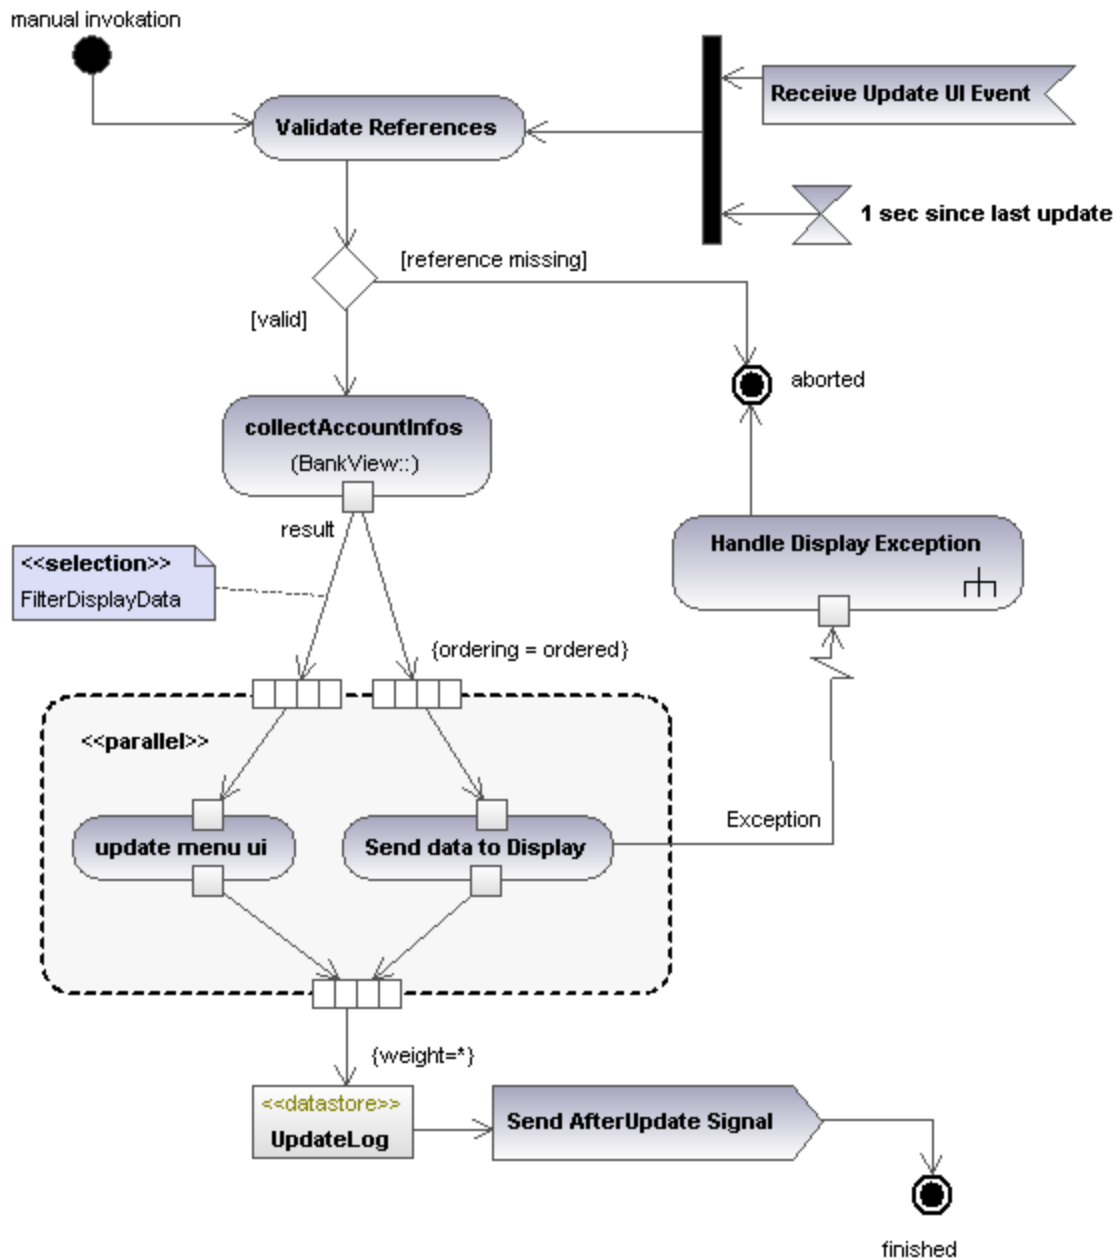 manual invokation
Receive Update UI Event
Validate References
1 sec since last update
[reference missing]
[valid]
aborted
collectAccountInfos
(BankView::)
result
Handle Display Exception
<<selection>>
FilterDisplayData
{ordering = ordered}
<<parallel>>
Exception
update menu ui
Send data to Display
{weight=*}
<<datastore>>
UpdateLog
Send AfterUpdate Signal
finished